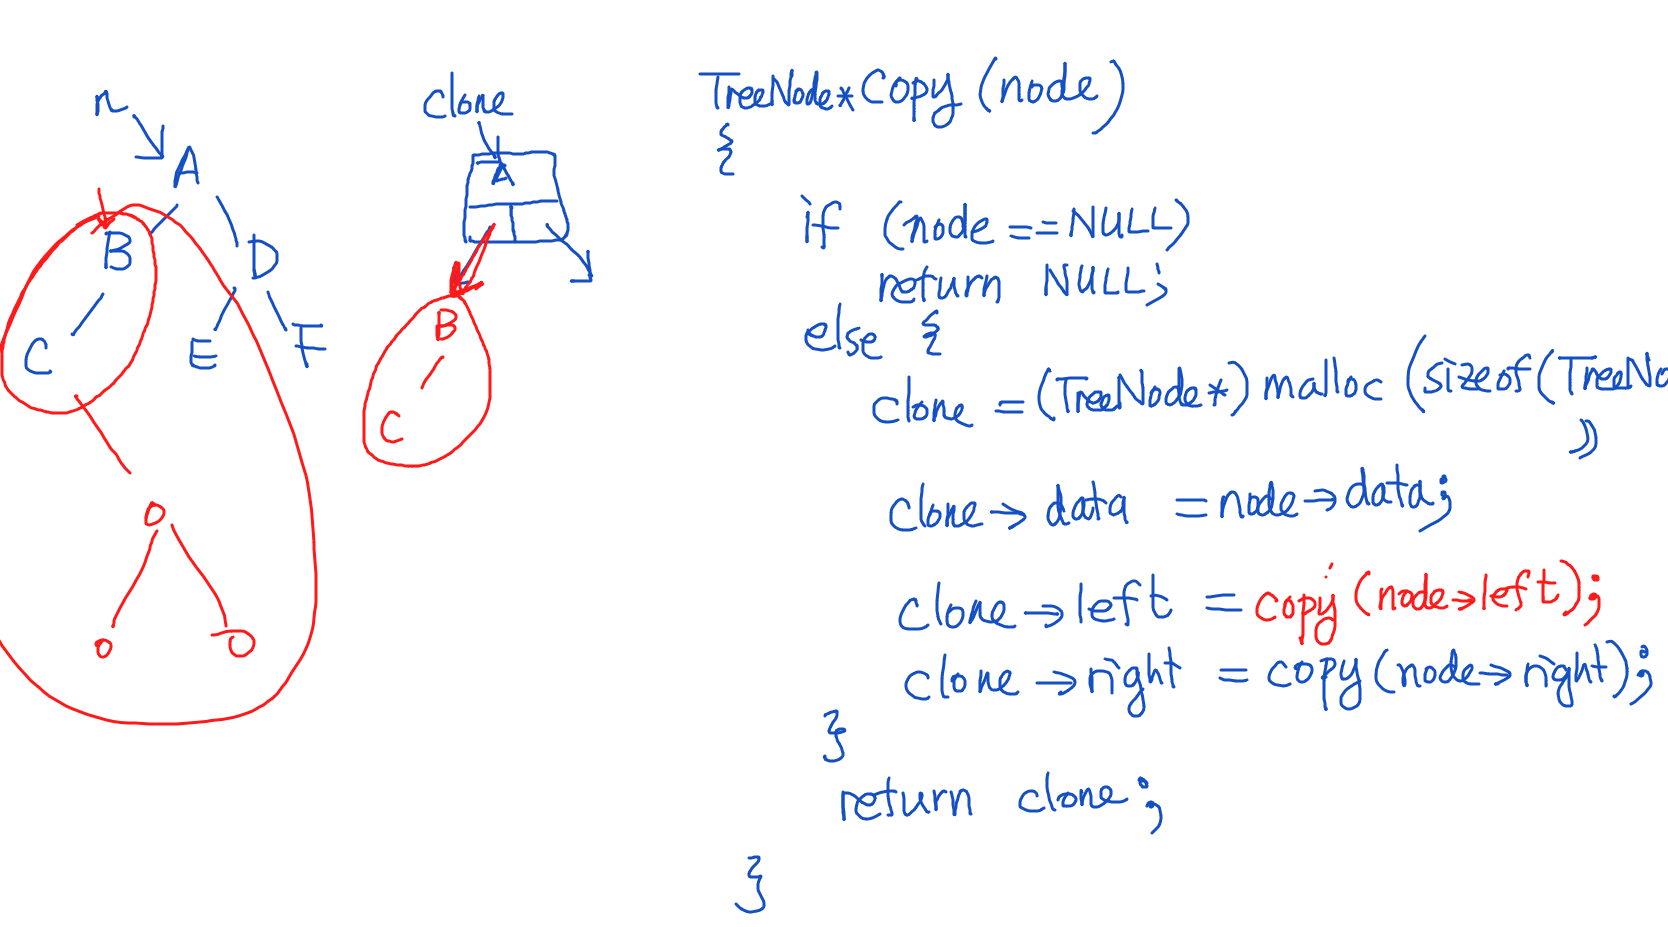 n
A
B
D
C
E
F
O
O
O
clone
A
B
C
TreeNode* Copy (node)
{
if (node == NULL)
return NULL;
else {
clone = (TreeNode*) malloc (sizeof(TreeNo
))
clone → data = node → data;
clone → left = copy (node → left);
clone → right = copy (node → right);
}
return clone;
}